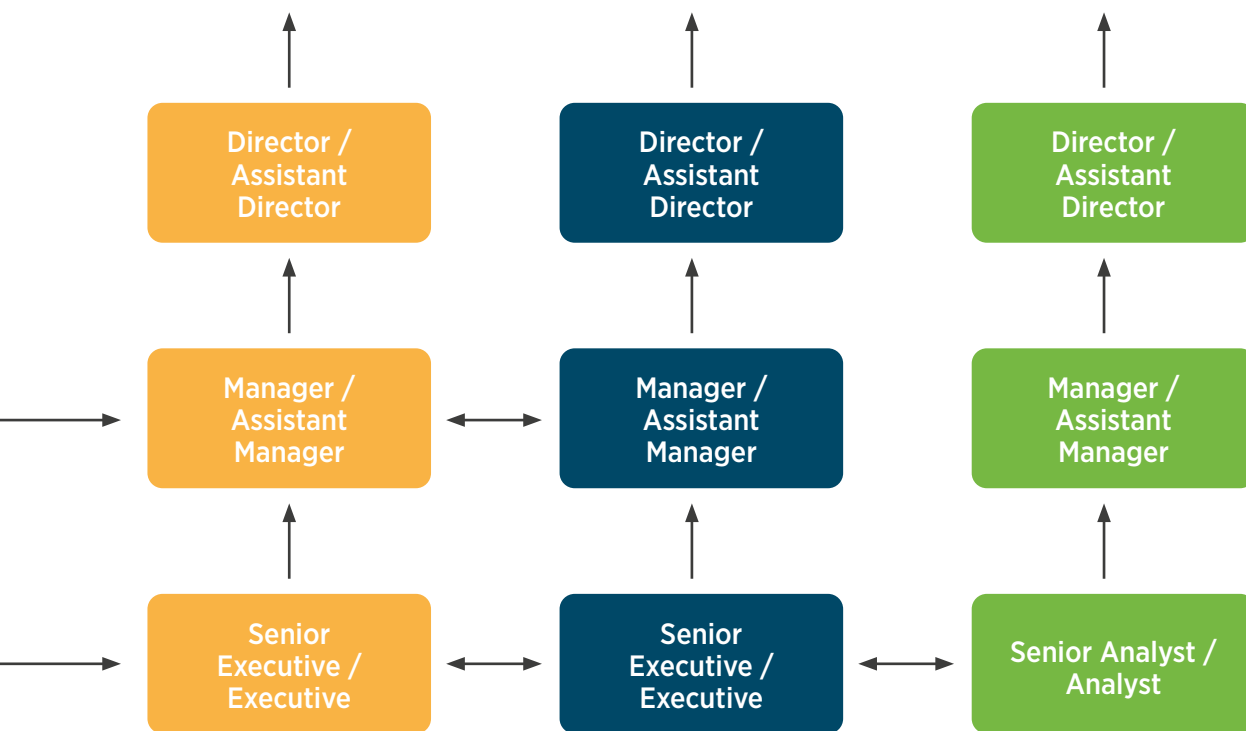 Director /
Assistant
Director
Director /
Assistant
Director
Director /
Assistant
Director
Manager /
Assistant
Manager
Manager /
Assistant
Manager
Manager /
Assistant
Manager
Senior
Executive /
Executive
Senior
Executive /
Executive
Senior Analyst /
Analyst